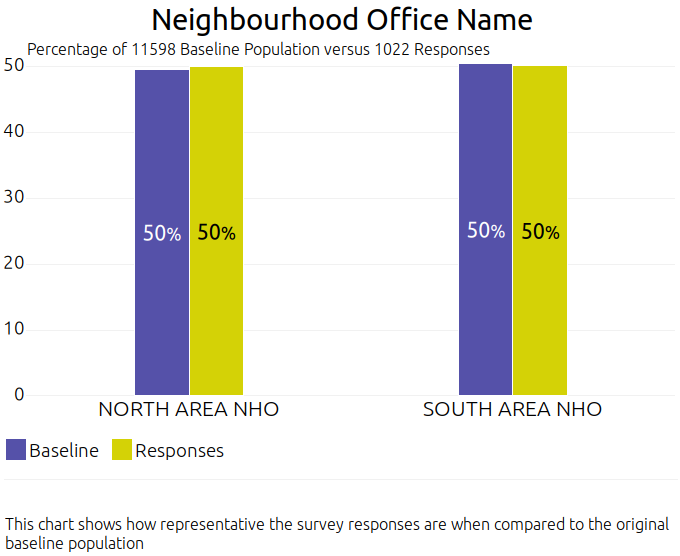 Neighbourhood Office Name
Percentage of 11598 Baseline Population versus 1022 Responses
50
40
30
20
10
0
50%
50%
50%
50%
NORTH AREA NHO
SOUTH AREA NHO
Baseline
Responses
This chart shows how representative the survey responses are when compared to the original
baseline population